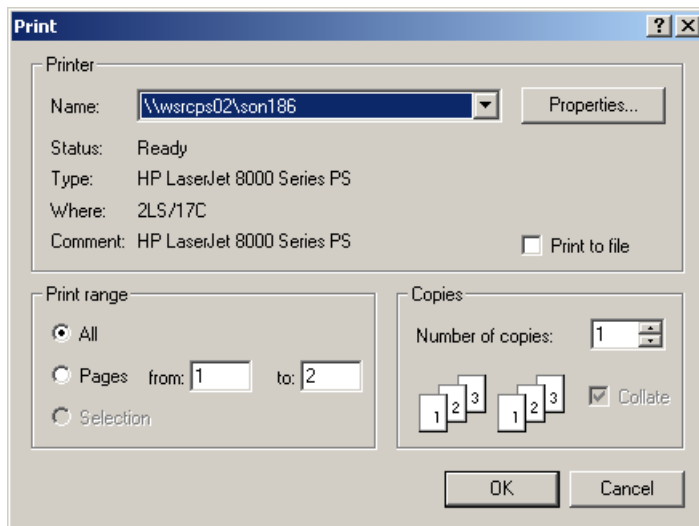 Print
Printer
Name: \\wsrcps02\son186 Properties...
Status: Ready
Type: HP LaserJet 8000 Series PS
Where: 2LS/17C
Comment: HP LaserJet 8000 Series PS Print to file
Print range
All
Pages from: 1 to: 2
Selection
Copies
Number of copies: 1
1 2 3 1 2 3 Collate
OK Cancel